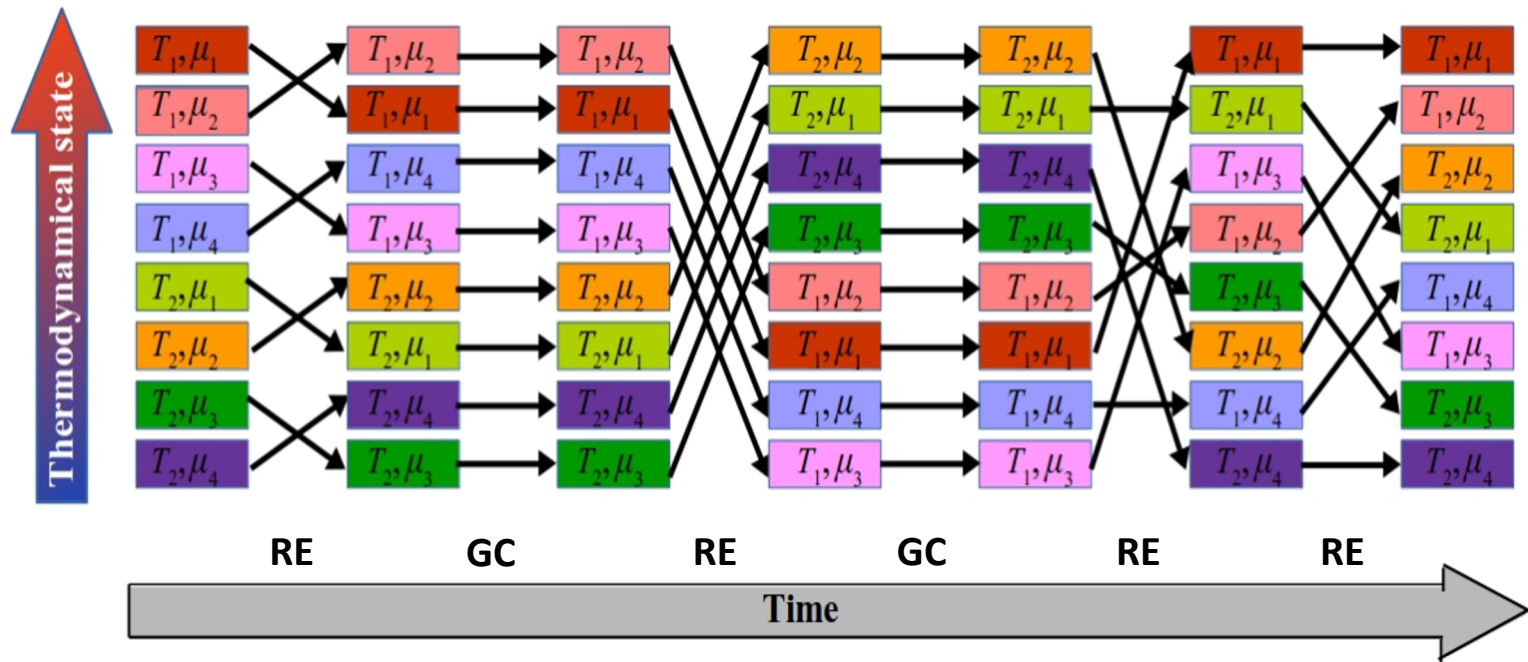 Thermodynamical state
T₁,μ₁ T₁,μ₂ T₁,μ₂ T₂,μ₂ T₂,μ₂ T₁,μ₁ T₁,μ₁
T₁,μ₂ T₁,μ₁ T₁,μ₁ T₂,μ₁ T₂,μ₁ T₂,μ₁ T₁,μ₂
T₁,μ₃ T₁,μ₄ T₁,μ₄ T₂,μ₄ T₂,μ₄ T₁,μ₃ T₂,μ₂
T₁,μ₄ T₁,μ₃ T₁,μ₃ T₂,μ₃ T₂,μ₃ T₁,μ₂ T₂,μ₁
T₂,μ₁ T₂,μ₂ T₂,μ₂ T₁,μ₂ T₁,μ₂ T₂,μ₃ T₁,μ₄
T₂,μ₂ T₂,μ₁ T₂,μ₁ T₁,μ₁ T₁,μ₁ T₂,μ₂ T₁,μ₃
T₂,μ₃ T₂,μ₄ T₂,μ₄ T₁,μ₄ T₁,μ₄ T₁,μ₄ T₂,μ₃
T₂,μ₄ T₂,μ₃ T₂,μ₃ T₁,μ₃ T₁,μ₃ T₂,μ₄ T₂,μ₄
RE GC RE GC RE RE
Time